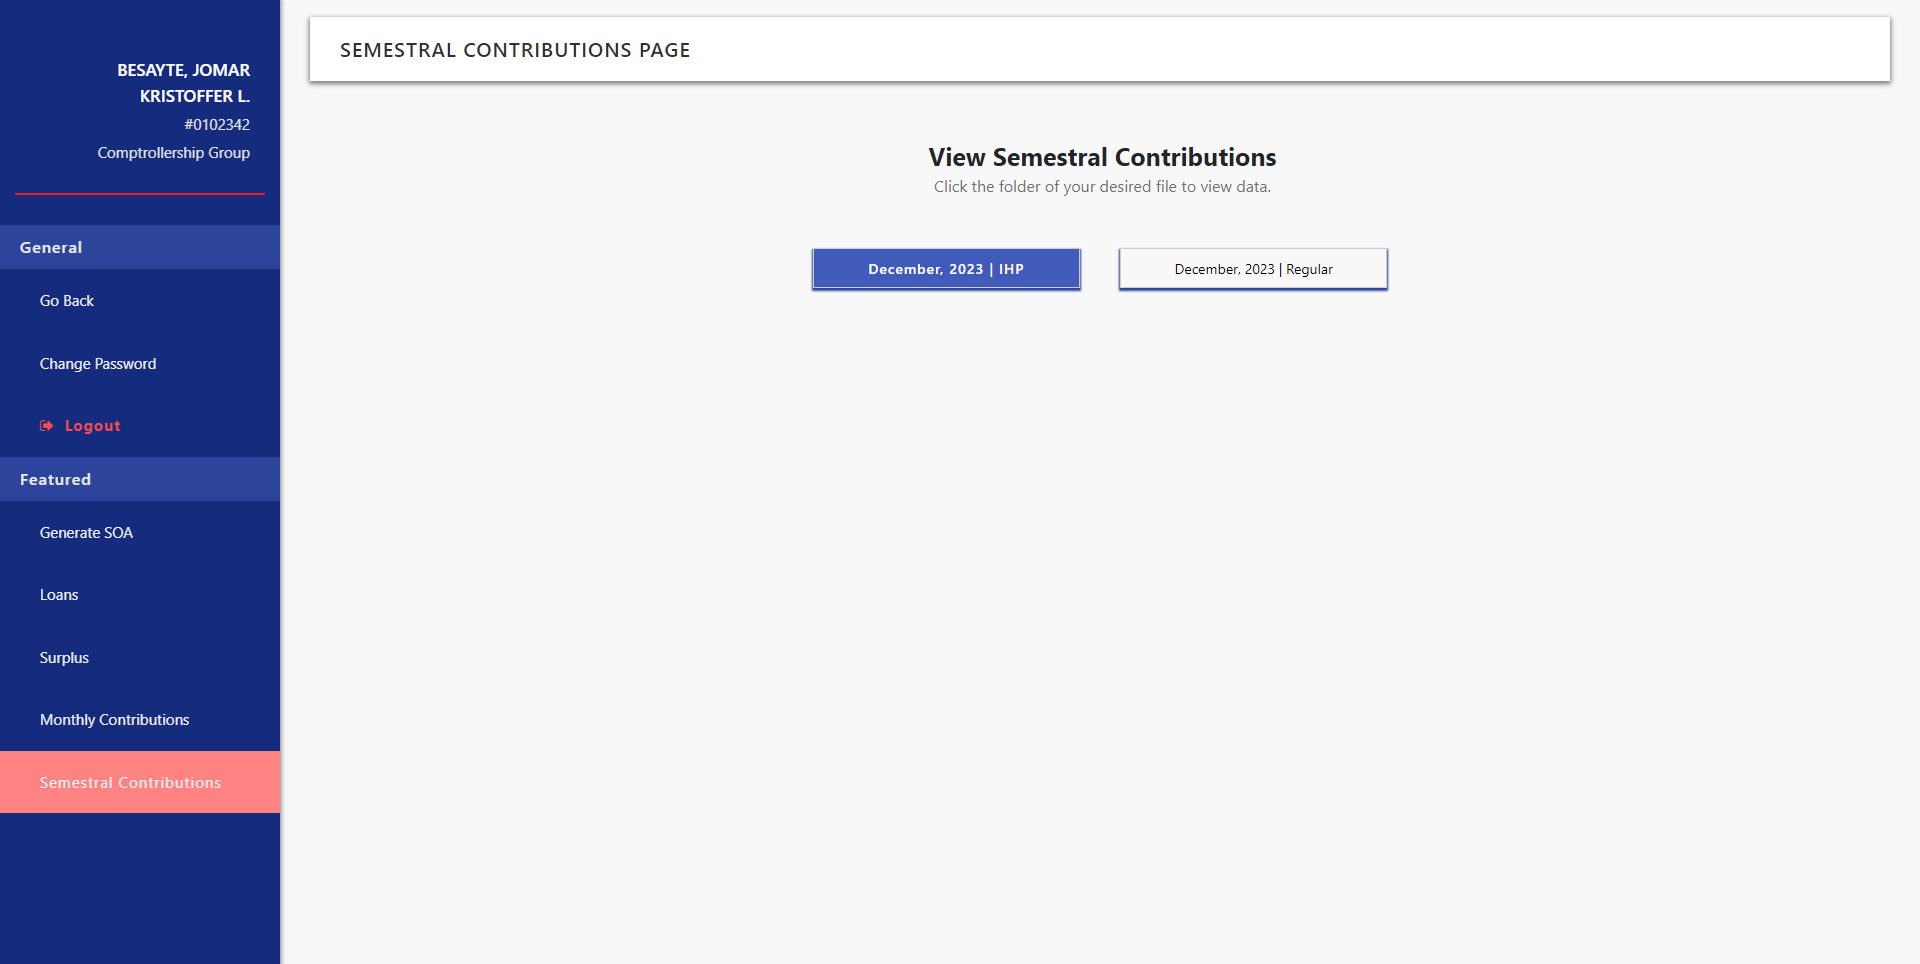 BESAYTE, JOMAR
KRISTOFFER L.
#0102342
Comptrollership Group
General
Go Back
Change Password
Logout
Featured
Generate SOA
Loans
Surplus
Monthly Contributions
Semestral Contributions
SEMESTRAL CONTRIBUTIONS PAGE
View Semestral Contributions
Click the folder of your desired file to view data.
December, 2023 | IHP
December, 2023 | Regular